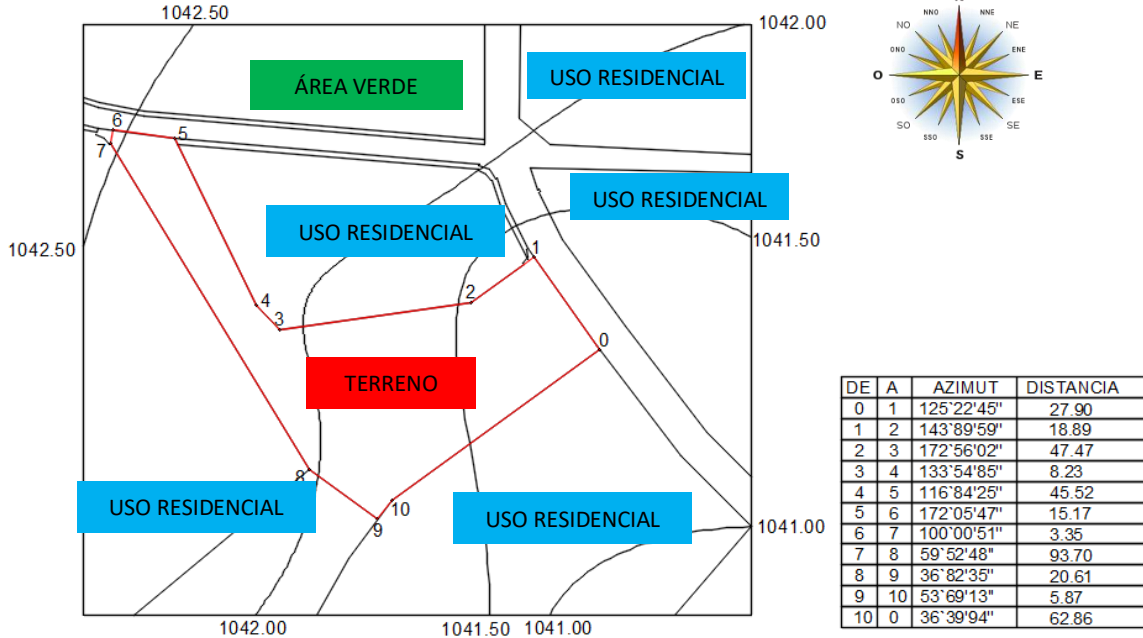 1042.50
1042.00
NNO
NNE
NO
NE
ONO
ENE
O
E
OSO
ESE
SO
SE
SSO
SSE
S
ÁREA VERDE
USO RESIDENCIAL
6
5
7
USO RESIDENCIAL
USO RESIDENCIAL
1042.50
1041.50
1
2
4
3
0
TERRENO
8
USO RESIDENCIAL
10
9
USO RESIDENCIAL
1041.00
1042.00
1041.50
1041.00
DE A AZIMUT DISTANCIA
0 1 125`22'45" 27.90
1 2 143`89'59" 18.89
2 3 172`56'02" 47.47
3 4 133`54'85" 8.23
4 5 116`84'25" 45.52
5 6 172`05'47" 15.17
6 7 100`00'51" 3.35
7 8 59`52'48" 93.70
8 9 36`82'35" 20.61
9 10 53`69'13" 5.87
10 0 36`39'94" 62.86